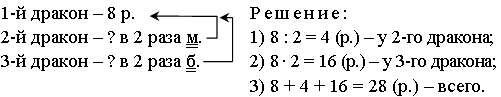 1-й дракон – 8 р.
2-й дракон – ? в 2 раза м.
3-й дракон – ? в 2 раза б.
Решение:
1) 8 : 2 = 4 (р.) – у 2-го дракона;
2) 8 · 2 = 16 (р.) – у 3-го дракона;
3) 8 + 4 + 16 = 28 (р.) – всего.